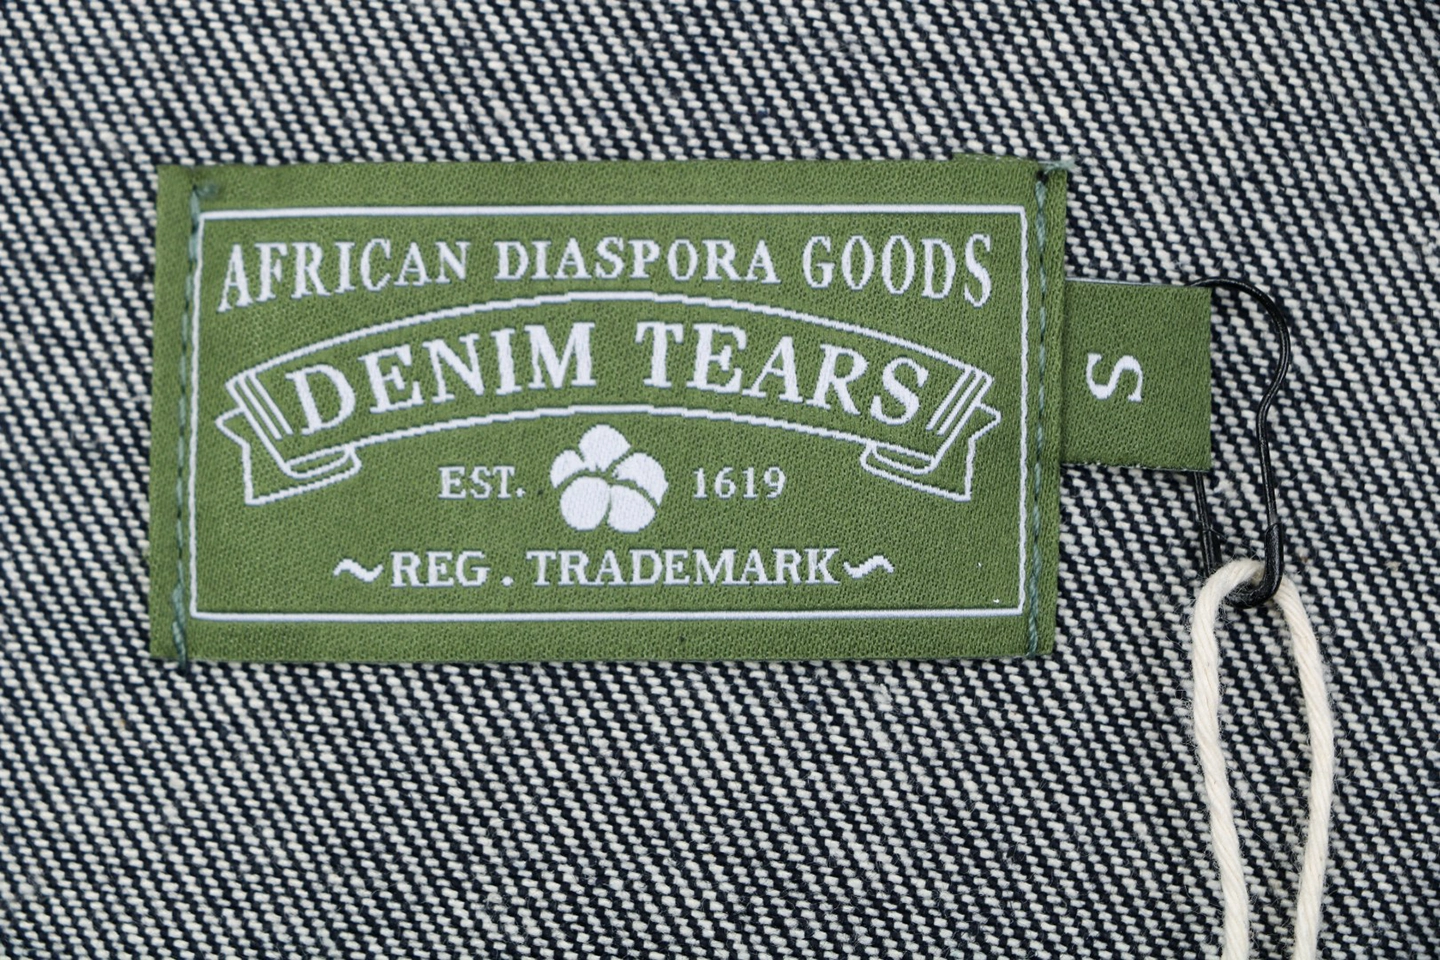 AFRICAN DIASPORA GOODS
DENIM TEARS
EST. 1619
~REG. TRADEMARK~
S